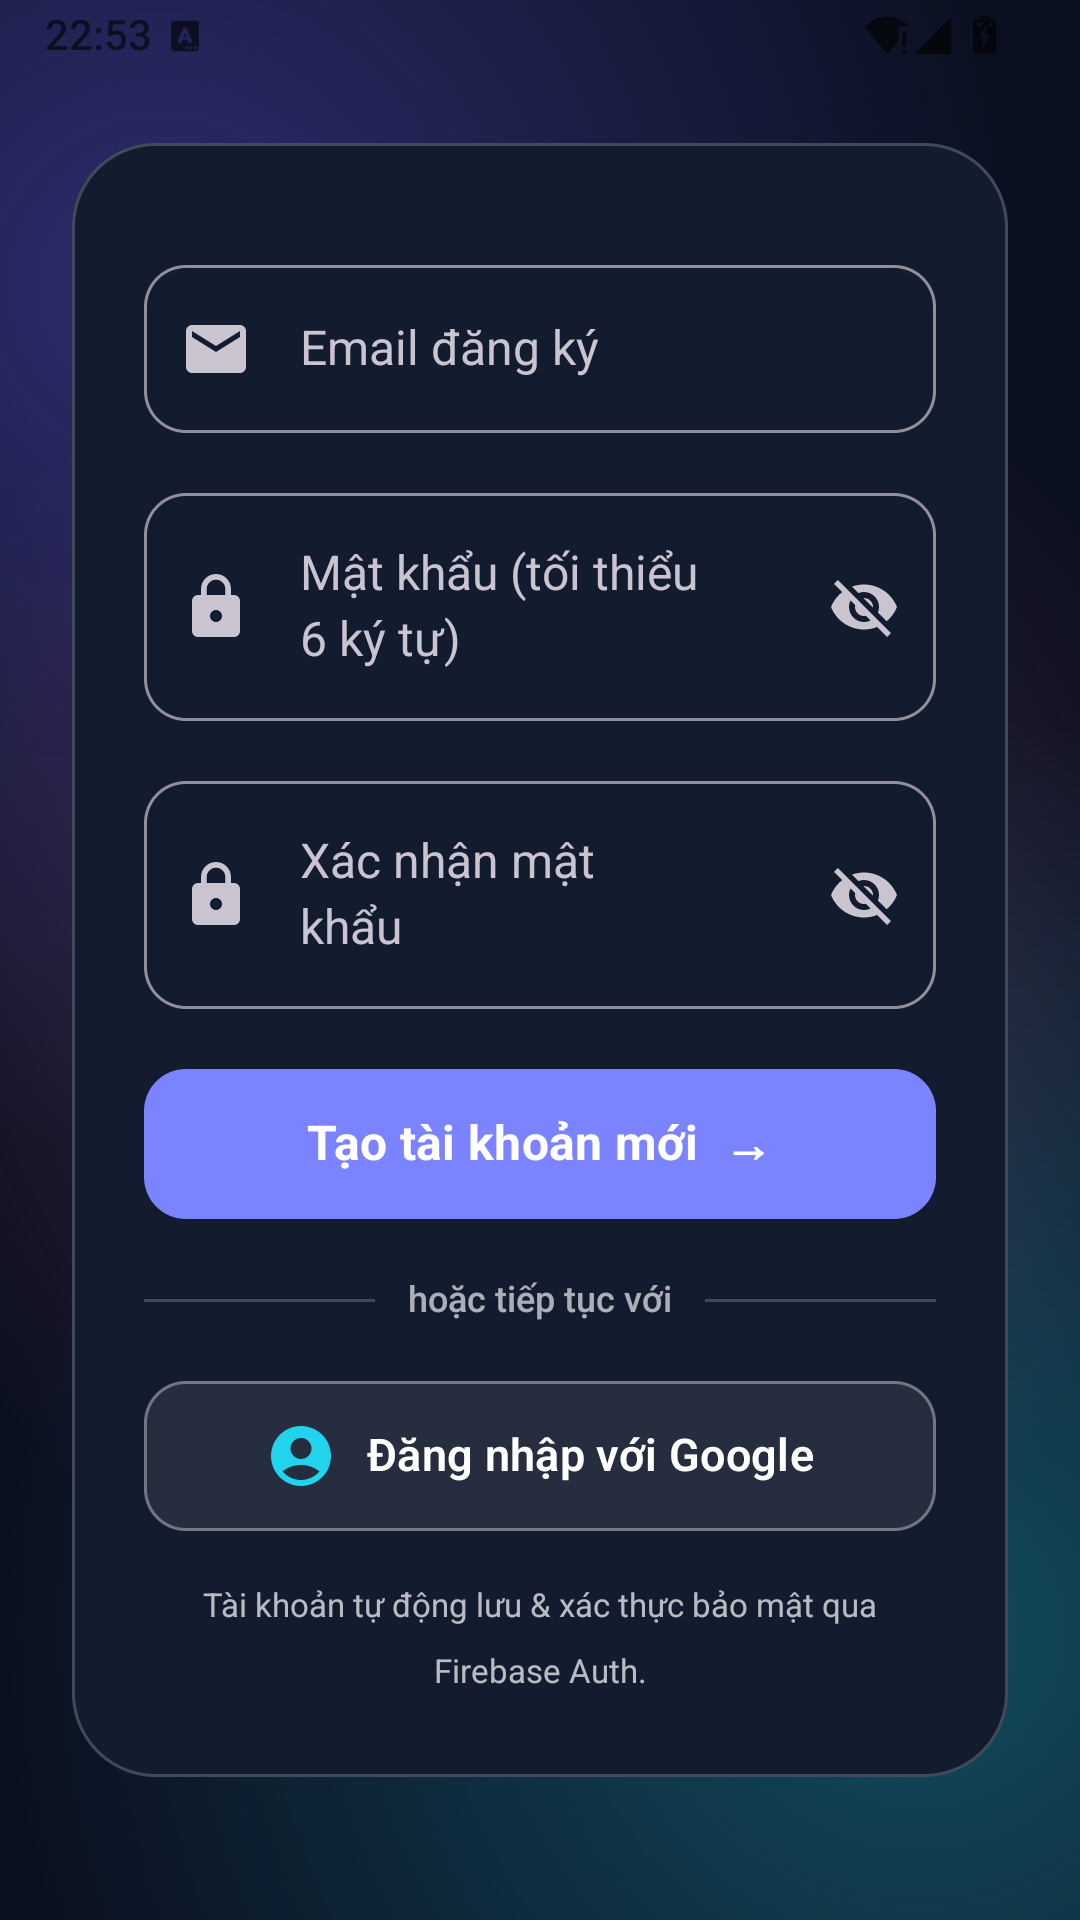 22:53
Email đăng ký
Mật khẩu (tối thiểu
6 ký tự)
Xác nhận mật
khẩu
Tạo tài khoản mới →
hoặc tiếp tục với
Đăng nhập với Google
Tài khoản tự động lưu & xác thực bảo mật qua
Firebase Auth.